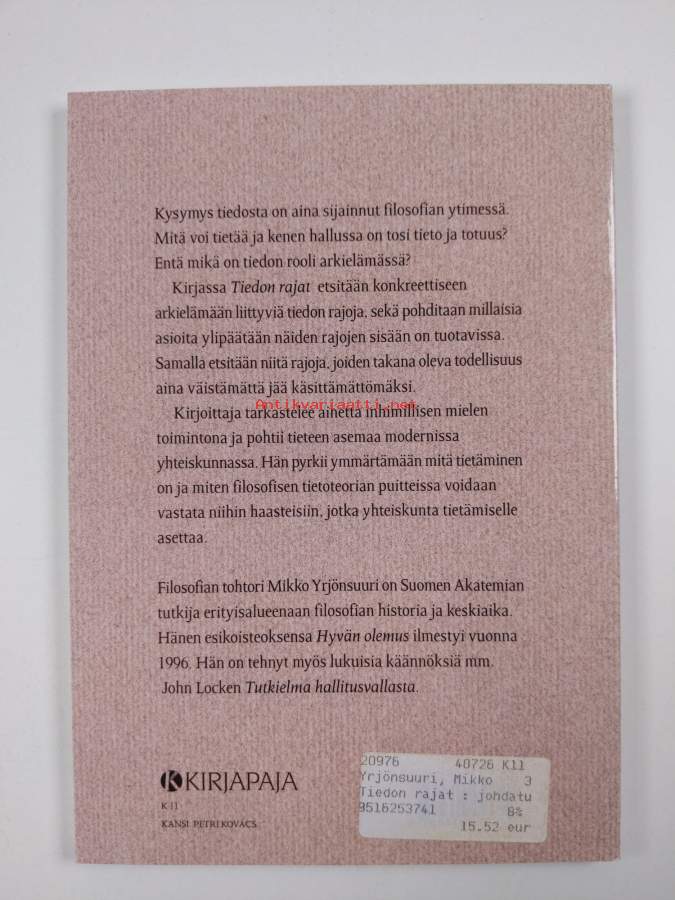 Kysymys tiedosta on aina sijainnut filosofian ytimessä.
Mitä voi tietää ja kenen hallussa on tosi tieto ja totuus?
Entä mikä on tiedon rooli arkielämässä?
Kirjassa Tiedon rajat etsitään konkreettiseen
arkielämään liittyviä tiedon rajoja, sekä pohditaan millaisia
asioita ylipäätään näiden rajojen sisään on tuotavissa.
Samalla etsitään niitä rajoja, joiden takana oleva todellisuus
aina väistämättä jää käsittämättömäksi.
Antikvariaatti.net
Kirjoittaja tarkastelee aihetta inhimillisen mielen
toimintona ja pohtii tieteen asemaa modernissa
yhteiskunnassa. Hän pyrkii ymmärtämään mitä tietäminen
on ja miten filosofisen tietoteorian puitteissa voidaan
vastata niihin haasteisiin, jotka yhteiskunta tietämiselle
asettaa.
Filosofian tohtori Mikko Yrjönsuuri on Suomen Akatemian
tutkija erityisalueenaan filosofian historia ja keskiaika.
Hänen esikoisteoksensa Hyvän olemus ilmestyi vuonna
1996. Hän on tehnyt myös lukuisia käännöksiä mm.
John Locken Tutkielma hallitusvallasta.
KIRJAPAJA
K 11
KANSI PETRI KOVÁCS
20976 40726 K11
Yrjönsuuri, Mikko 3
Tiedon rajat : johdatu
9516253741 8%
15.52 eur